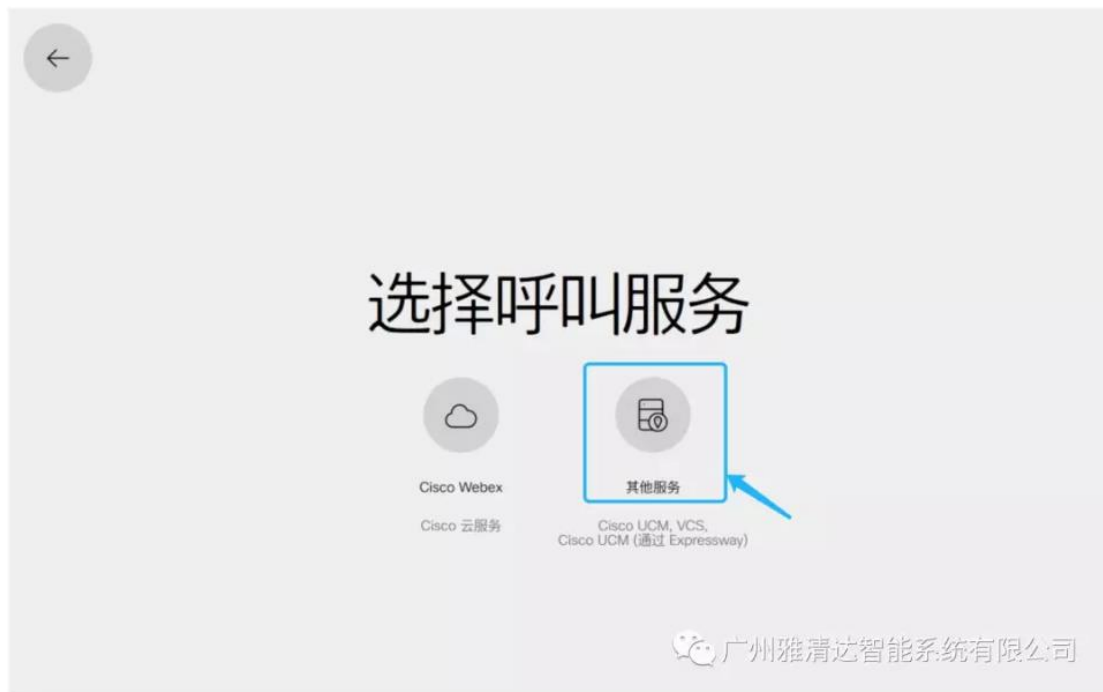 选择呼叫服务
Cisco Webex
其他服务
Cisco 云服务
Cisco UCM, VCS,
Cisco UCM (通过 Expressway)
广州雅清达智能系统有限公司